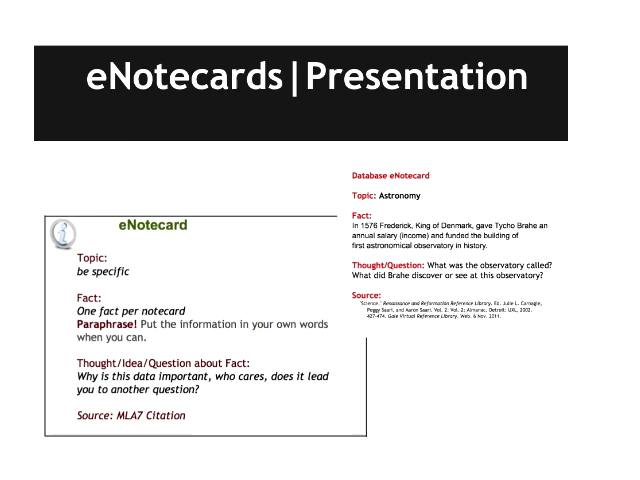 eNotecards|Presentation
eNotecard
Topic:
be specific
Fact:
One fact per notecard
Paraphrase! Put the information in your own words
when you can.
Thought/Idea/Question about Fact:
Why is this data important, who cares, does it lead
you to another question?
Source: MLA7 Citation
Database eNotecard
Topic: Astronomy
Fact:
In 1576 Frederick, King of Denmark, gave Tycho Brahe an
annual salary (income) and funded the building of
first astronomical observatory in history.
Thought/Question: What was the observatory called?
What did Brahe discover or see at this observatory?
Source:
"Science." Renaissance and Reformation Reference Library. Ed. Julie L. Carnagie,
Peggy Saari, and Aaron Saari. Vol. 2: Vol. 2: Almanac. Detroit: UXL, 2002.
427-474. Gale Virtual Reference Library. Web. 6 Nov. 2011.